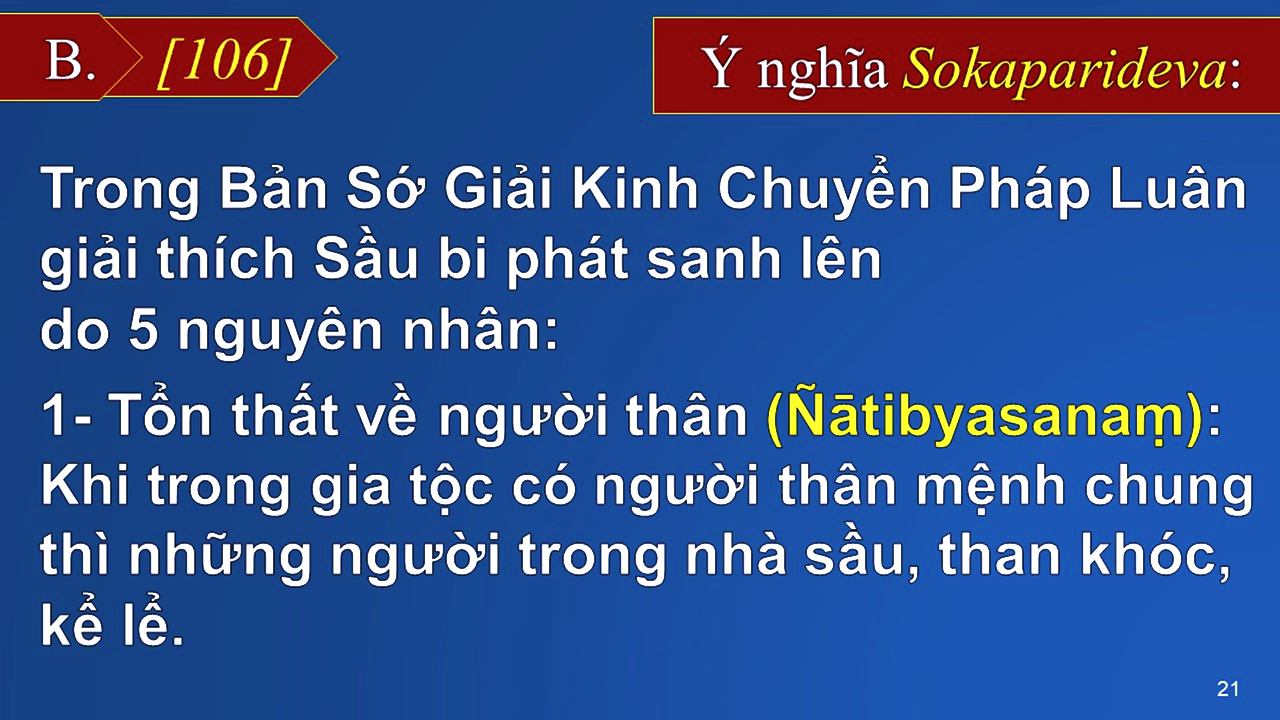 B. [106]
Ý nghĩa Sokaparideva:
Trong Bản Sớ Giải Kinh Chuyển Pháp Luân
giải thích Sầu bi phát sanh lên
do 5 nguyên nhân:
1- Tổn thất về người thân (Ñātibyasanaṃ):
Khi trong gia tộc có người thân mệnh chung
thì những người trong nhà sầu, than khóc,
kể lể.
21